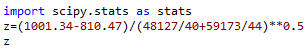 import scipy.stats as stats
z=(1001.34-810.47)/(48127/40+59173/44)**0.5
z